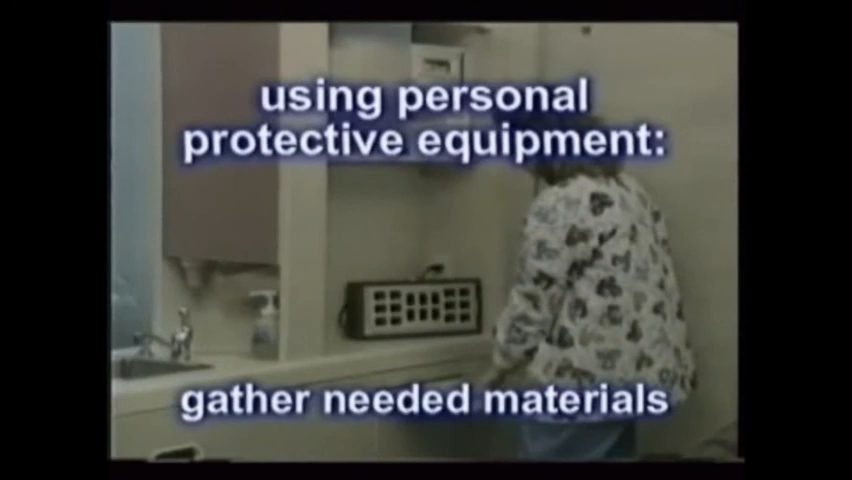 using personal
protective equipment:
gather needed materials